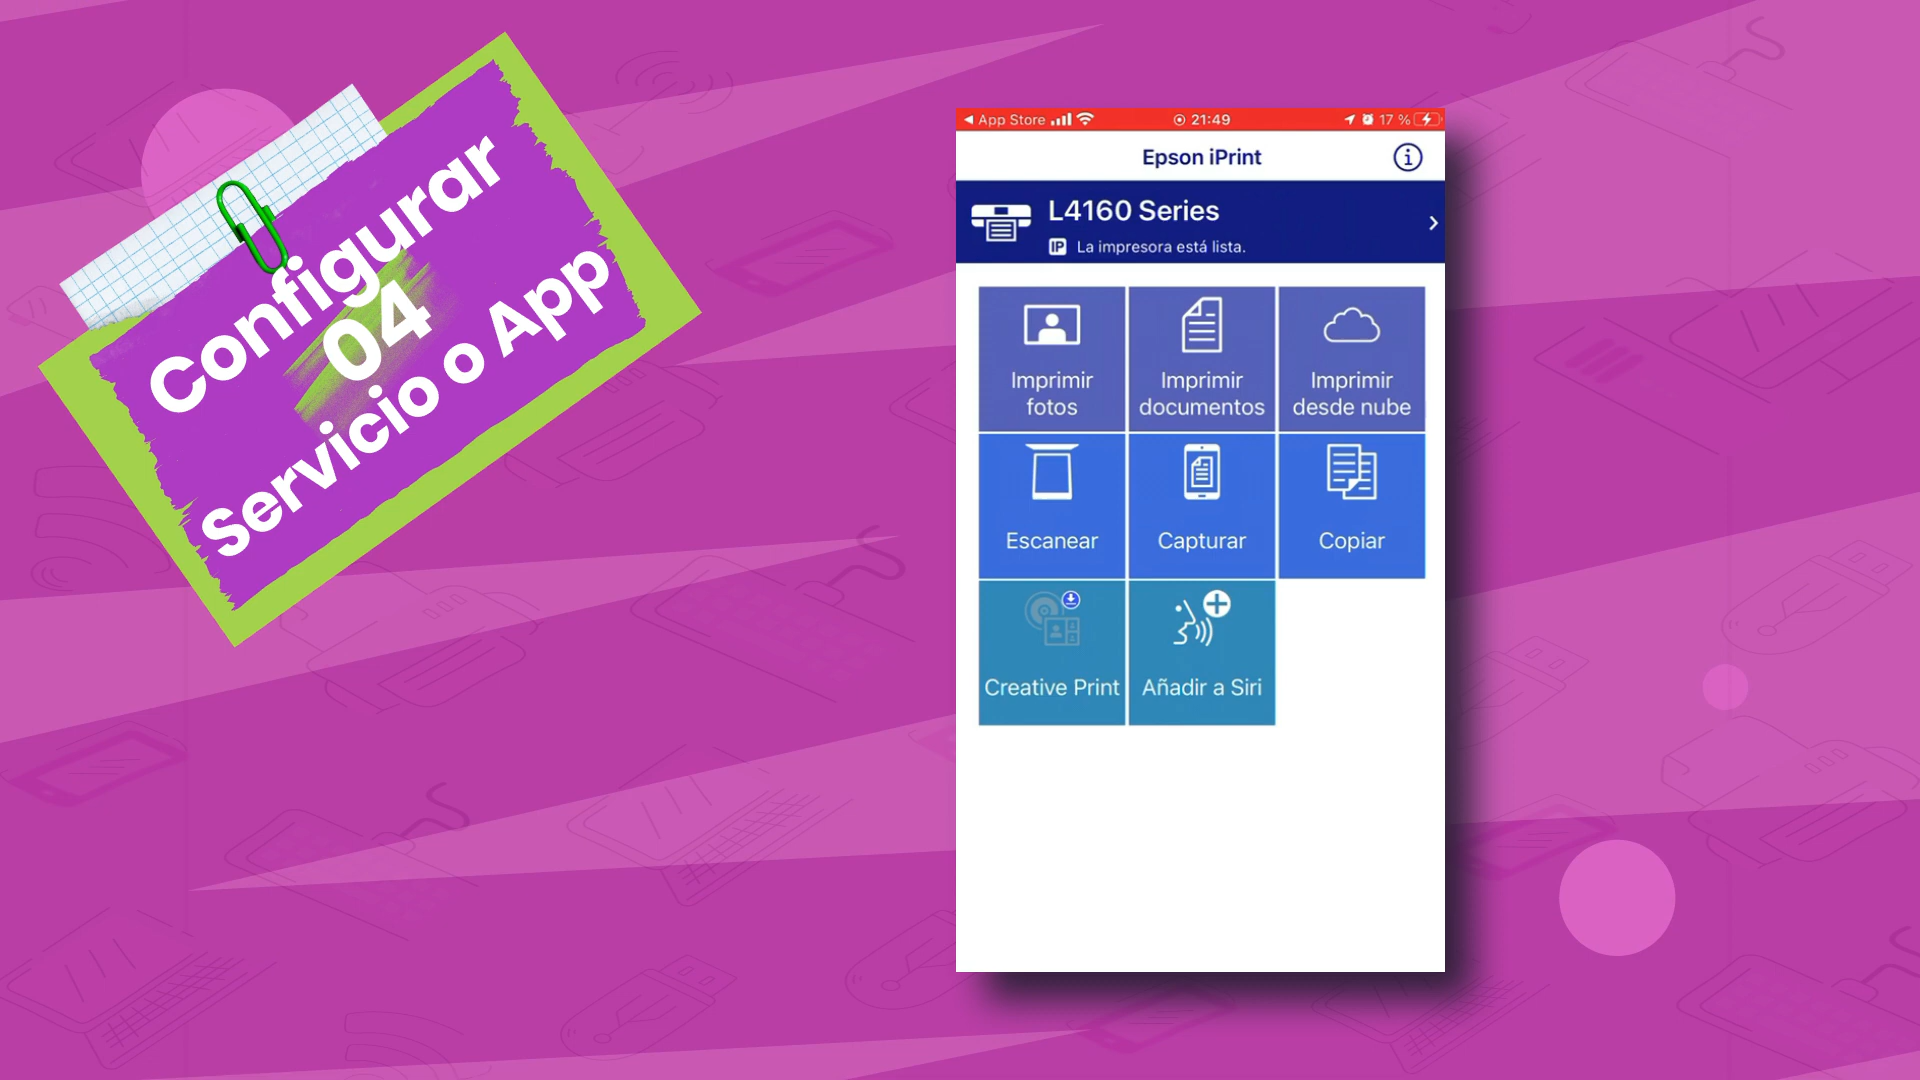 Configurar
04
Servicio o App
App Store 21:49 17 %
Epson iPrint
L4160 Series
IP La impresora está lista.
Imprimir fotos
Imprimir documentos
Imprimir desde nube
Escanear
Capturar
Copiar
Creative Print
Añadir a Siri